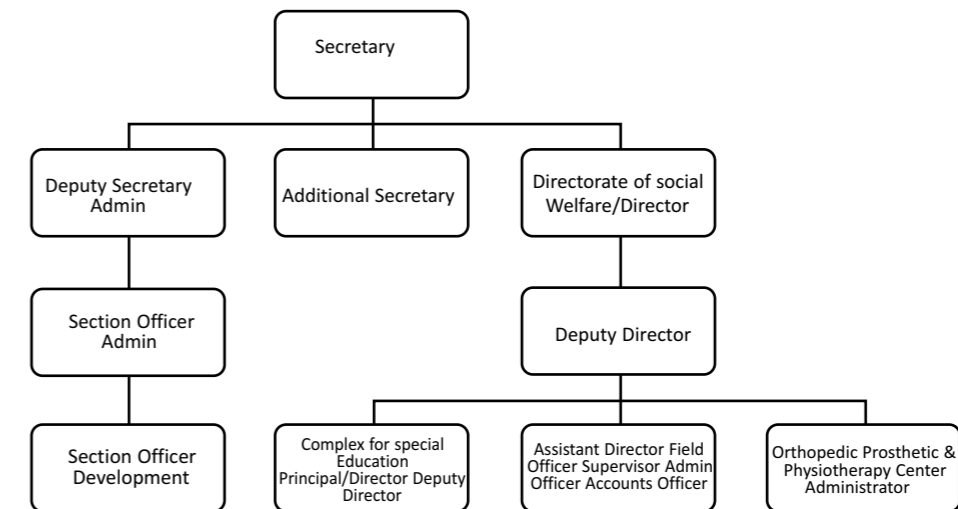 Secretary
Deputy Secretary
Admin
Additional Secretary
Directorate of social
Welfare/Director
Section Officer
Admin
Deputy Director
Section Officer
Development
Complex for special
Education
Principal/Director Deputy
Director
Assistant Director Field
Officer Supervisor Admin
Officer Accounts Officer
Orthopedic Prosthetic &
Physiotherapy Center
Administrator